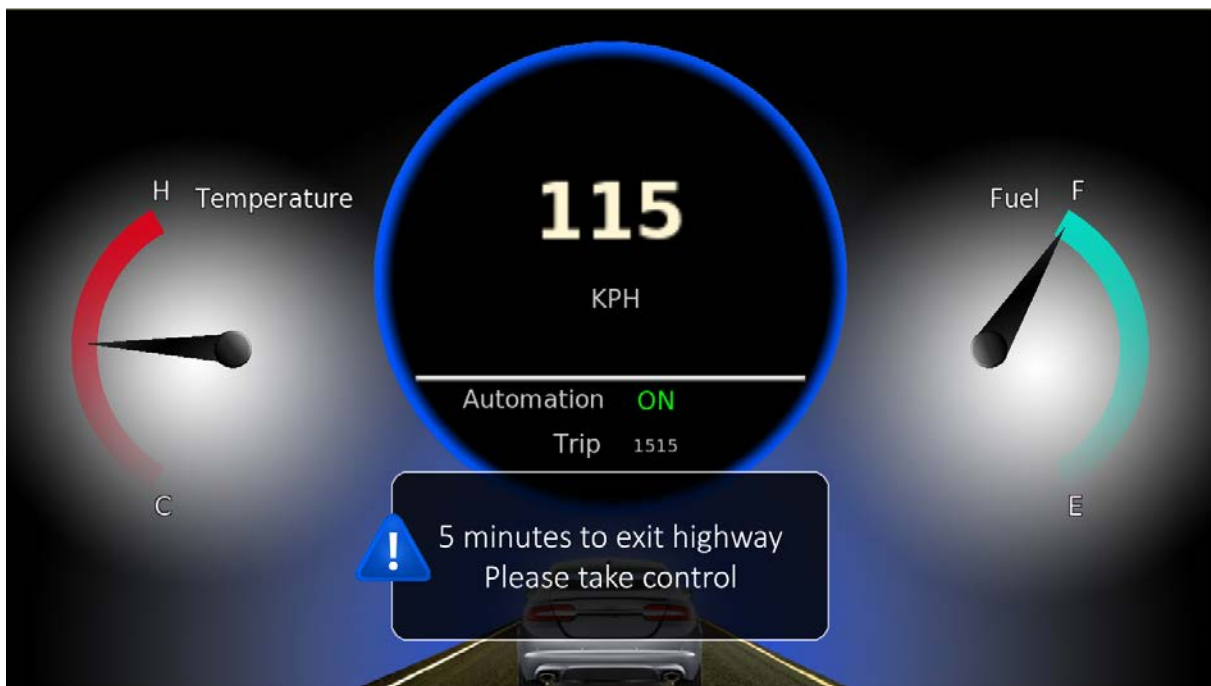 H Temperature
115
KPH
Fuel F
Automation ON
Trip 1515
C
E
!
5 minutes to exit highway
Please take control